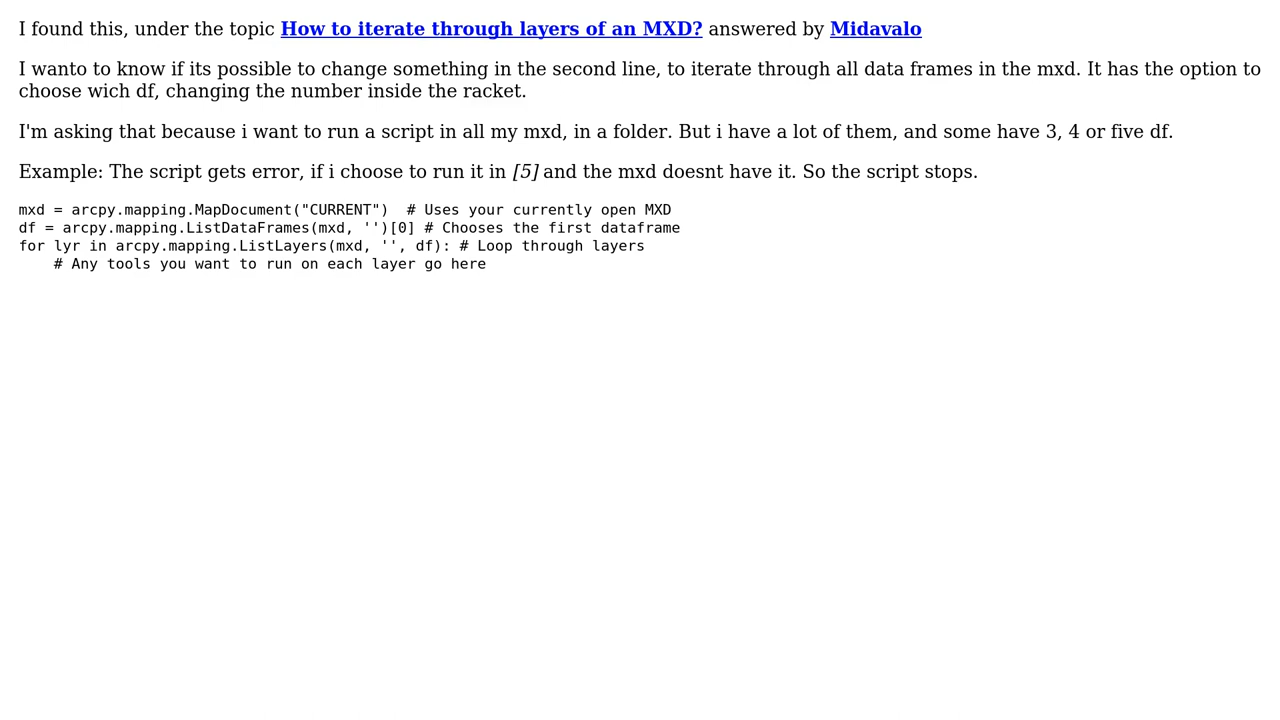 I found this, under the topic How to iterate through layers of an MXD? answered by Midavalo
I wanto to know if its possible to change something in the second line, to iterate through all data frames in the mxd. It has the option to
choose wich df, changing the number inside the racket.
I'm asking that because i want to run a script in all my mxd, in a folder. But i have a lot of them, and some have 3, 4 or five df.
Example: The script gets error, if i choose to run it in [5] and the mxd doesnt have it. So the script stops.
mxd = arcpy.mapping.MapDocument("CURRENT")  # Uses your currently open MXD
df = arcpy.mapping.ListDataFrames(mxd, '')[0] # Chooses the first dataframe
for lyr in arcpy.mapping.ListLayers(mxd, '', df): # Loop through layers
    # Any tools you want to run on each layer go here